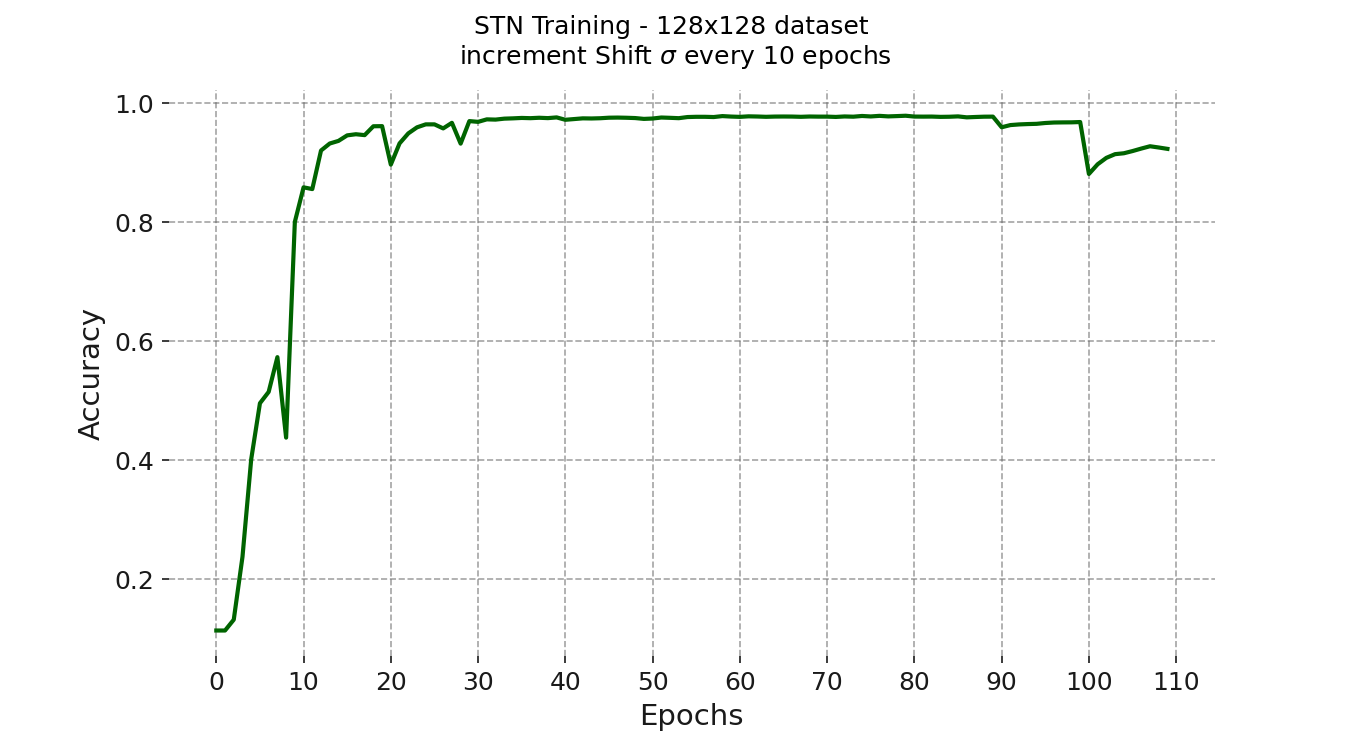 STN Training - 128x128 dataset
increment Shift σ every 10 epochs
1.0
0.8
0.6
0.4
0.2
Accuracy
0 10 20 30 40 50 60 70 80 90 100 110
Epochs